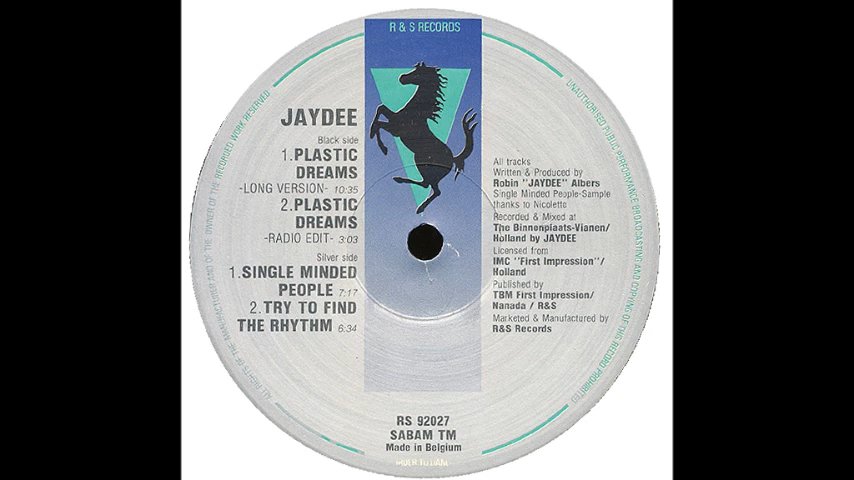 R & S RECORDS
JAYDEE
Black side
1.PLASTIC
DREAMS
-LONG VERSION- 10:35
2.PLASTIC
DREAMS
-RADIO EDIT- 3:03
Silver side
1.SINGLE MINDED
PEOPLE 7:17
2.TRY TO FIND
THE RHYTHM 6:34
All tracks
Written & Produced by
Robin "JAYDEE" Albers
Single Minded People-Sample
thanks to Nicolette
Recorded & Mixed at
The Binnenplaats-Vianen/
Holland by JAYDEE
Licensed from
IMC "First Impression"/
Holland
Published by
TBM First Impression/
Nanada / R&S
Marketed & Manufactured by
R&S Records
RS 92027
SABAM TM
Made in Belgium
ALL RIGHTS OF THE MANUFACTURER AND OF THE OWNER OF THE RECORDED WORK RESERVED
UNAUTHORISED PUBLIC PERFORMANCE BROADCASTING AND COPYING OF THIS RECORD PROHIBITED